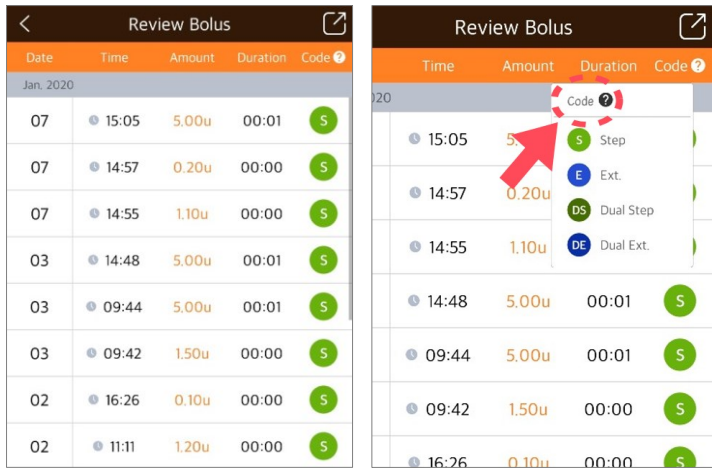 Review Bolus
Date Time Amount Duration Code ?
Jan. 2020
07 15:05 5.00u 00:01 S
07 14:57 0.20u 00:00 S
07 14:55 1.10u 00:00 S
03 14:48 5.00u 00:01 S
03 09:44 5.00u 00:01 S
03 09:42 1.50u 00:00 S
02 16:26 0.10u 00:00 S
02 11:11 1.20u 00:00 S
Review Bolus
Time Amount Duration Code ?
020
Code ?
S Step
E Ext.
DS Dual Step
DE Dual Ext.
15:05 5.
14:57 0.20u
14:55 1.10u
14:48 5.00u 00:01 S
09:44 5.00u 00:01 S
09:42 1.50u 00:00 S
16:26 0.10u 00:00 S